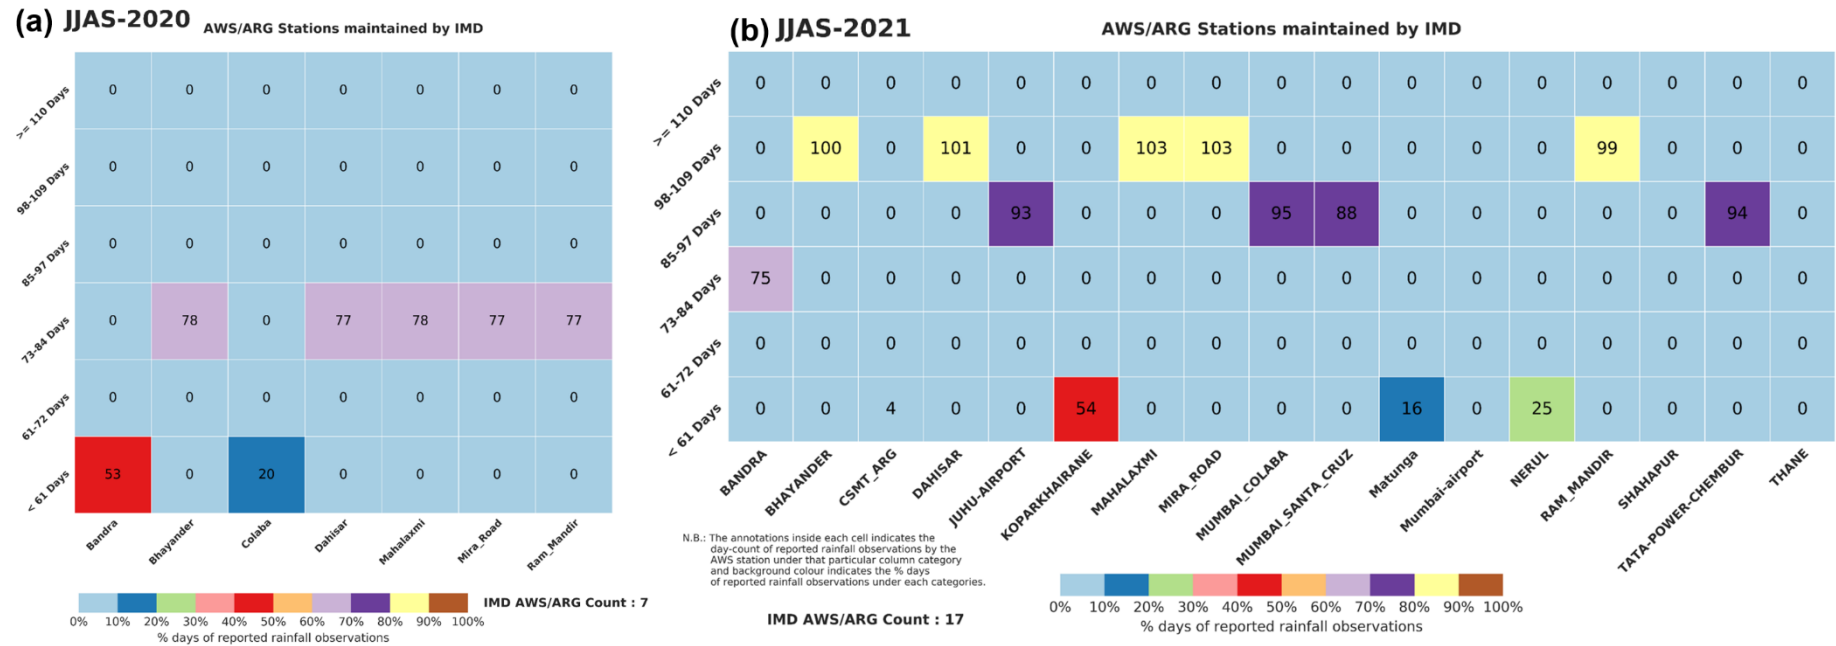 (a) JJAS-2020 AWS/ARG Stations maintained by IMD
>= 110 Days 0 0 0 0 0 0 0
98-109 Days 0 0 0 0 0 0 0
85-97 Days 0 0 0 0 0 0 0
73-84 Days 0 78 0 77 78 77 77
61-72 Days 0 0 0 0 0 0 0
< 61 Days 53 0 20 0 0 0 0
Bandra Bhayander Colaba Dahisar Mahalaxmi Mira_Road Ram_Mandir
0% 10% 20% 30% 40% 50% 60% 70% 80% 90% 100%
% days of reported rainfall observations
IMD AWS/ARG Count : 7
(b) JJAS-2021 AWS/ARG Stations maintained by IMD
>= 110 Days 0 0 0 0 0 0 0 0 0 0 0 0 0 0 0 0 0
98-109 Days 0 100 0 101 0 0 103 103 0 0 0 0 0 99 0 0 0
85-97 Days 0 0 0 0 93 0 0 0 95 88 0 0 0 0 0 94 0
73-84 Days 75 0 0 0 0 0 0 0 0 0 0 0 0 0 0 0 0
61-72 Days 0 0 0 0 0 0 0 0 0 0 0 0 0 0 0 0 0
< 61 Days 0 0 4 0 0 54 0 0 0 0 16 0 25 0 0 0 0
BANDRA BHAYANDER CSMT_ARG DAHISAR JUHU-AIRPORT KOPARKHAIRANE MAHALAXMI MIRA_ROAD MUMBAI_COLABA MUMBAI_SANTA_CRUZ Matunga Mumbai-airport NERUL RAM_MANDIR SHAHAPUR TATA-POWER-CHEMBUR THANE
N.B.: The annotations inside each cell indicates the
day-count of reported rainfall observations by the
AWS station under that particular column category
and background colour indicates the % days
of reported rainfall observations under each categories.
IMD AWS/ARG Count : 17
0% 10% 20% 30% 40% 50% 60% 70% 80% 90% 100%
% days of reported rainfall observations